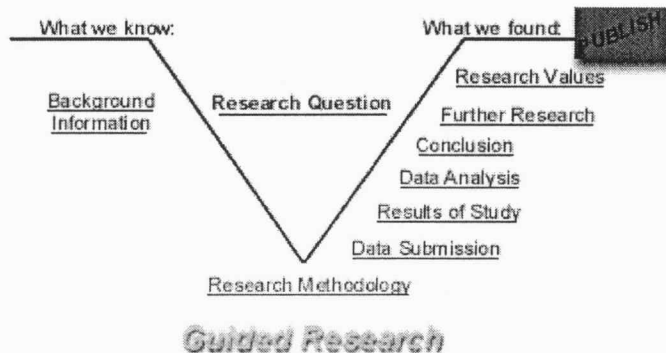 What we know:
What we found:
PUBLISH
Background
Information
Research Question
Research Values
Further Research
Conclusion
Data Analysis
Results of Study
Data Submission
Research Methodology
Guided Research